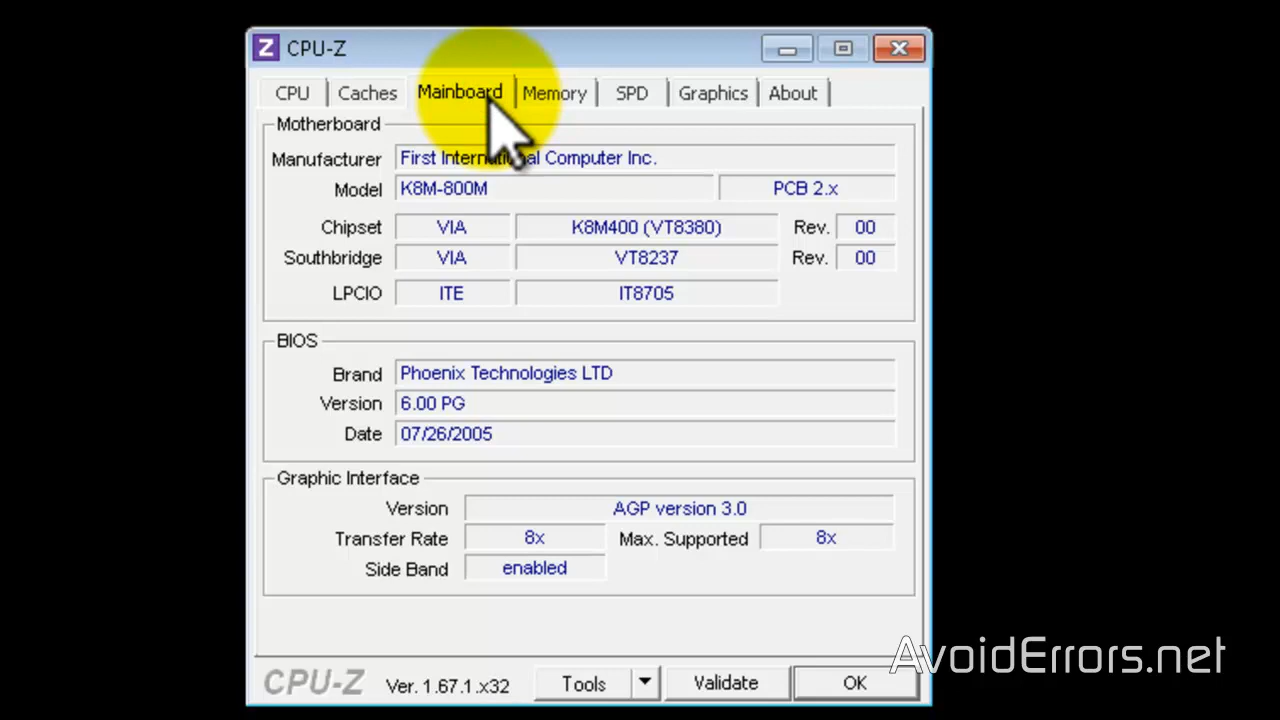 Z CPU-Z
CPU Caches Mainboard Memory SPD Graphics About
Motherboard
Manufacturer First International Computer Inc.
Model K8M-800M PCB 2.x
Chipset VIA K8M400 (VT8380) Rev. 00
Southbridge VIA VT8237 Rev. 00
LPCIO ITE IT8705
BIOS
Brand Phoenix Technologies LTD
Version 6.00 PG
Date 07/26/2005
Graphic Interface
Version AGP version 3.0
Transfer Rate 8x Max. Supported 8x
Side Band enabled
AvoidErrors.net
CPU-Z Ver. 1.67.1.x32 Tools Validate OK